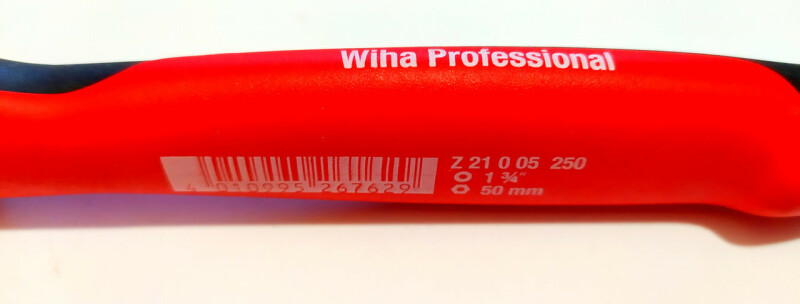 Wiha Professional
Z 21 0 05 250
1 ¾"
50 mm
4 010995 267629